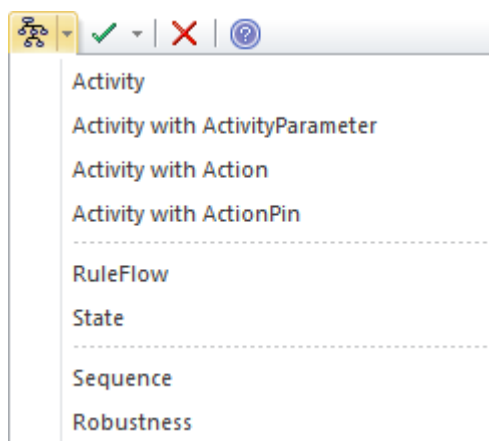 Activity
Activity with ActivityParameter
Activity with Action
Activity with ActionPin
RuleFlow
State
Sequence
Robustness